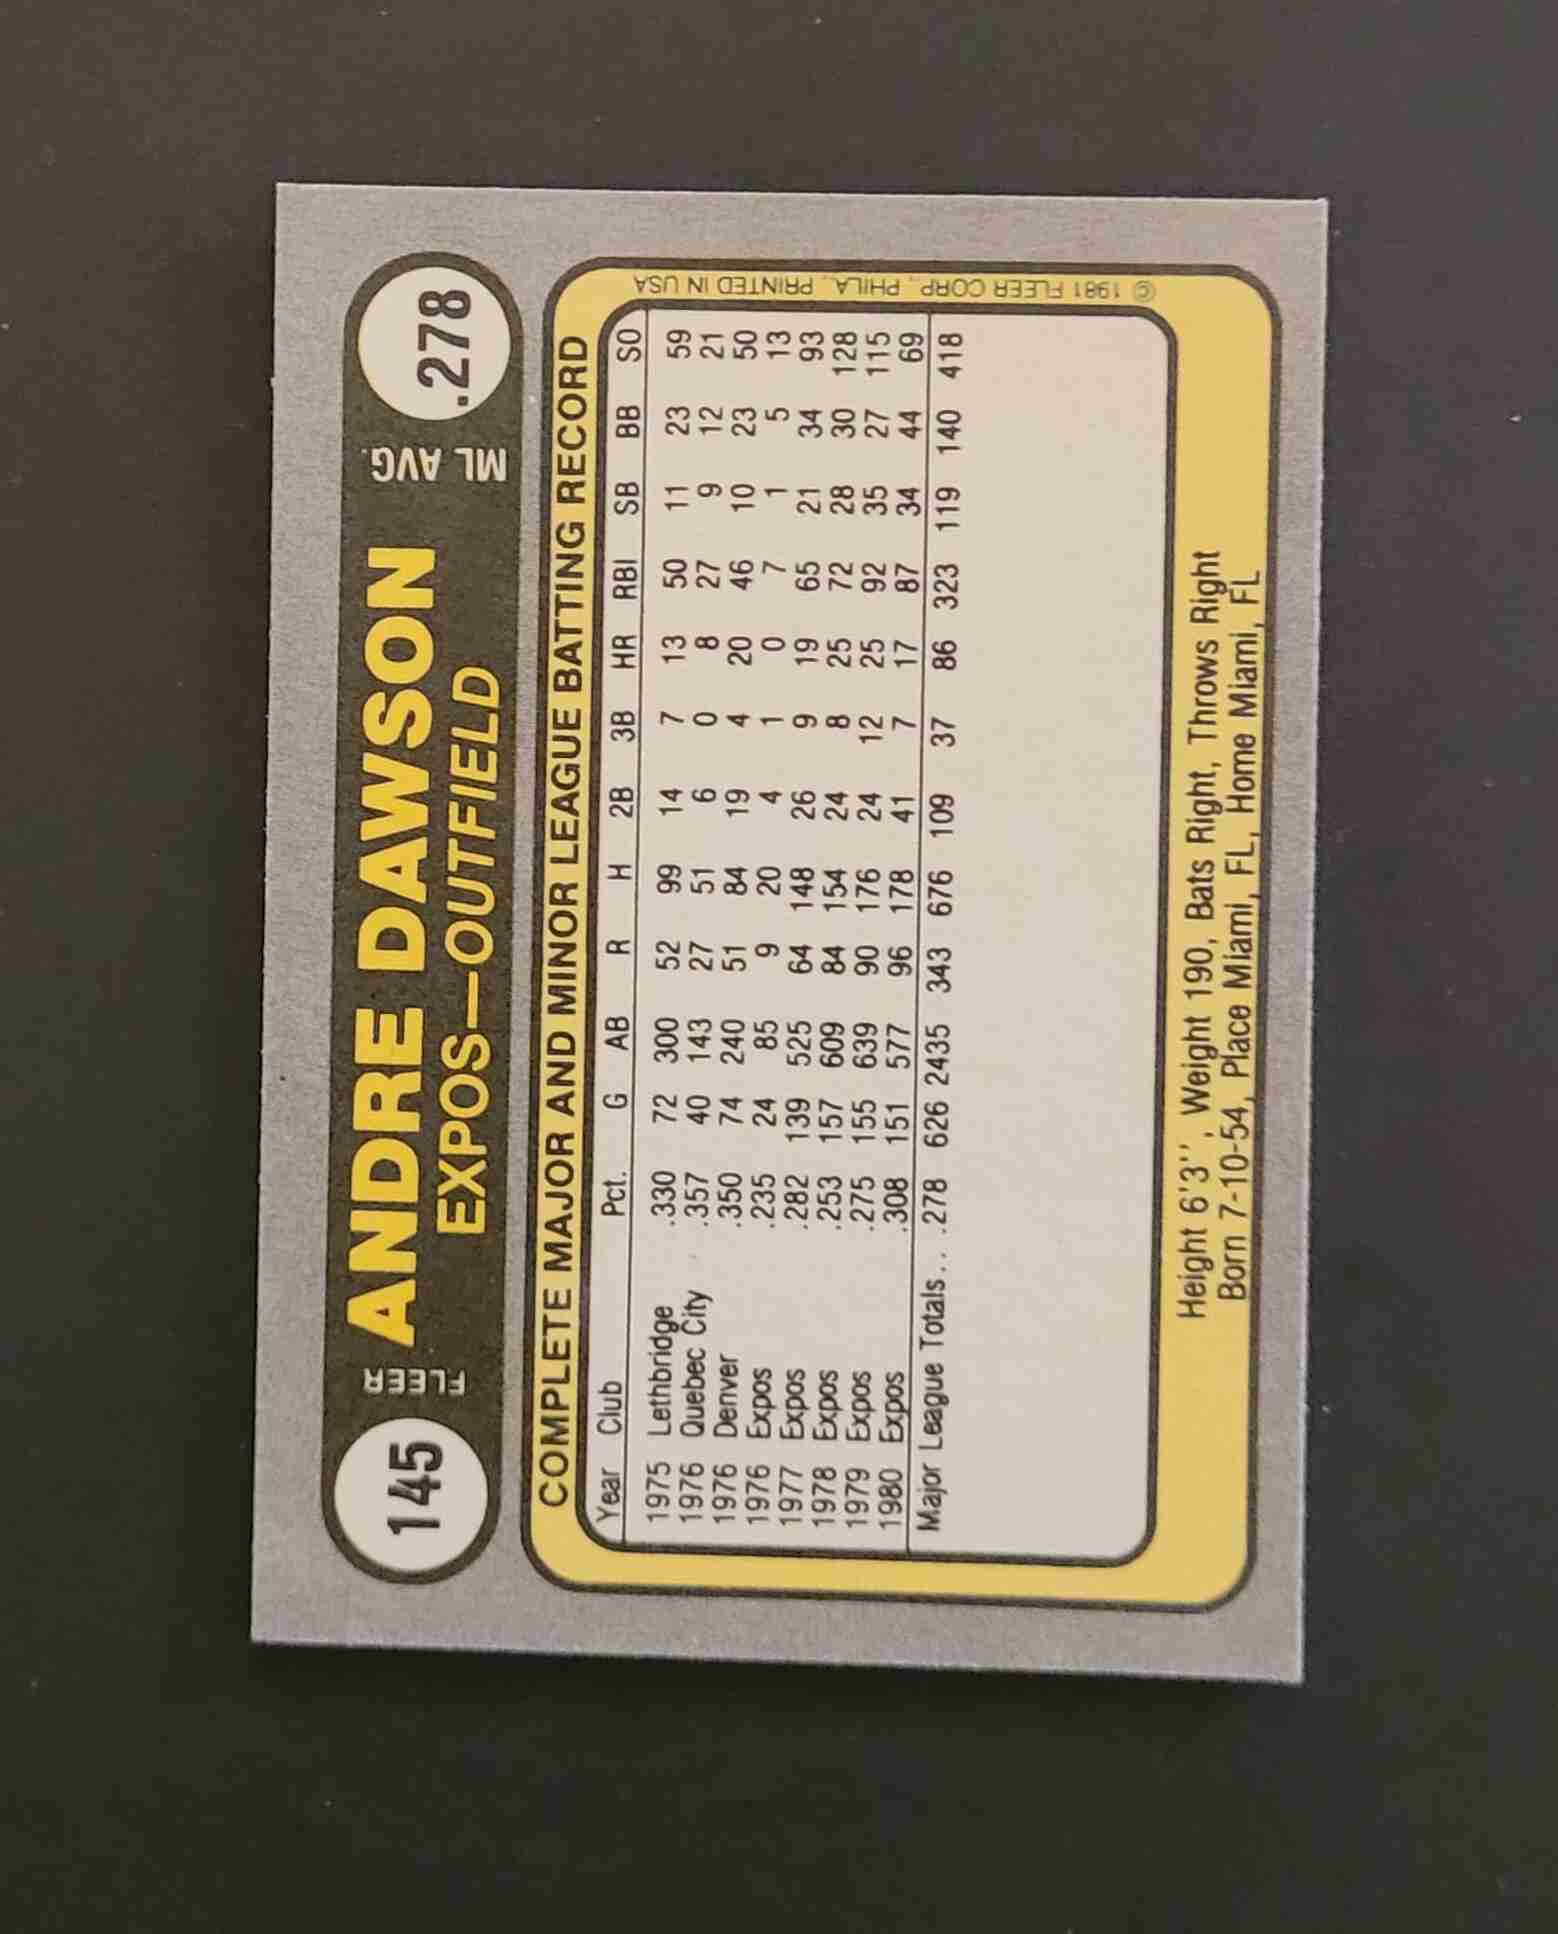 145
FLEER
ANDRE DAWSON
EXPOS—OUTFIELD
ML AVG.
.278
COMPLETE MAJOR AND MINOR LEAGUE BATTING RECORD
Year Club Pct. G AB R H 2B 3B HR RBI SB BB SO
1975 Lethbridge .330 72 300 52 99 14 7 13 50 11 23 59
1976 Quebec City .357 40 143 27 51 6 0 8 27 9 12 21
1976 Denver .350 74 240 51 84 19 4 20 46 10 23 50
1976 Expos .235 24 85 9 20 4 1 0 7 1 5 13
1977 Expos .282 139 525 64 148 26 9 19 65 21 34 93
1978 Expos .253 157 609 84 154 24 8 25 72 28 30 128
1979 Expos .275 155 639 90 176 24 12 25 92 35 27 115
1980 Expos .308 151 577 96 178 41 7 17 87 34 44 69
Major League Totals... .278 626 2435 343 676 109 37 86 323 119 140 418
Height 6'3'', Weight 190, Bats Right, Throws Right
Born 7-10-54, Place Miami, FL, Home Miami, FL
© 1981 FLEER CORP., PHILA., PRINTED IN USA